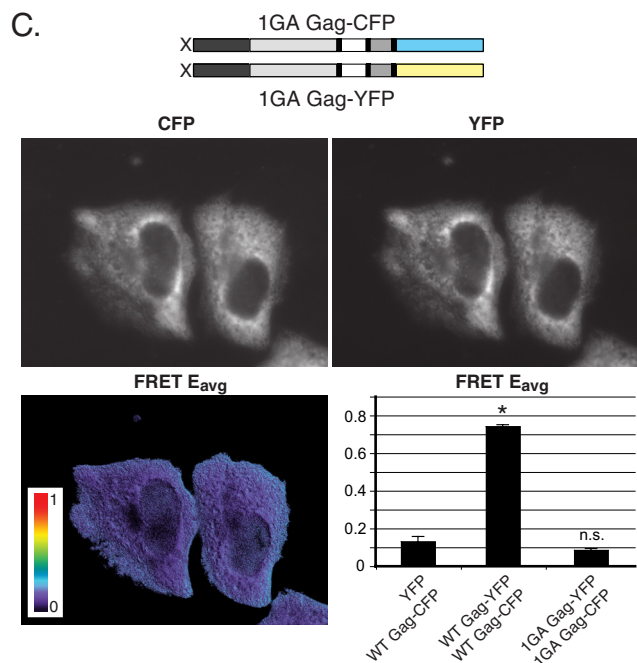 C.
1GA Gag-CFP
X
X
1GA Gag-YFP
CFP
YFP
FRET Eavg
1
0
FRET Eavg
0.8
0.6
0.4
0.2
0
*
n.s.
YFP
WT Gag-CFP
WT Gag-YFP
WT Gag-CFP
1GA Gag-YFP
1GA Gag-CFP